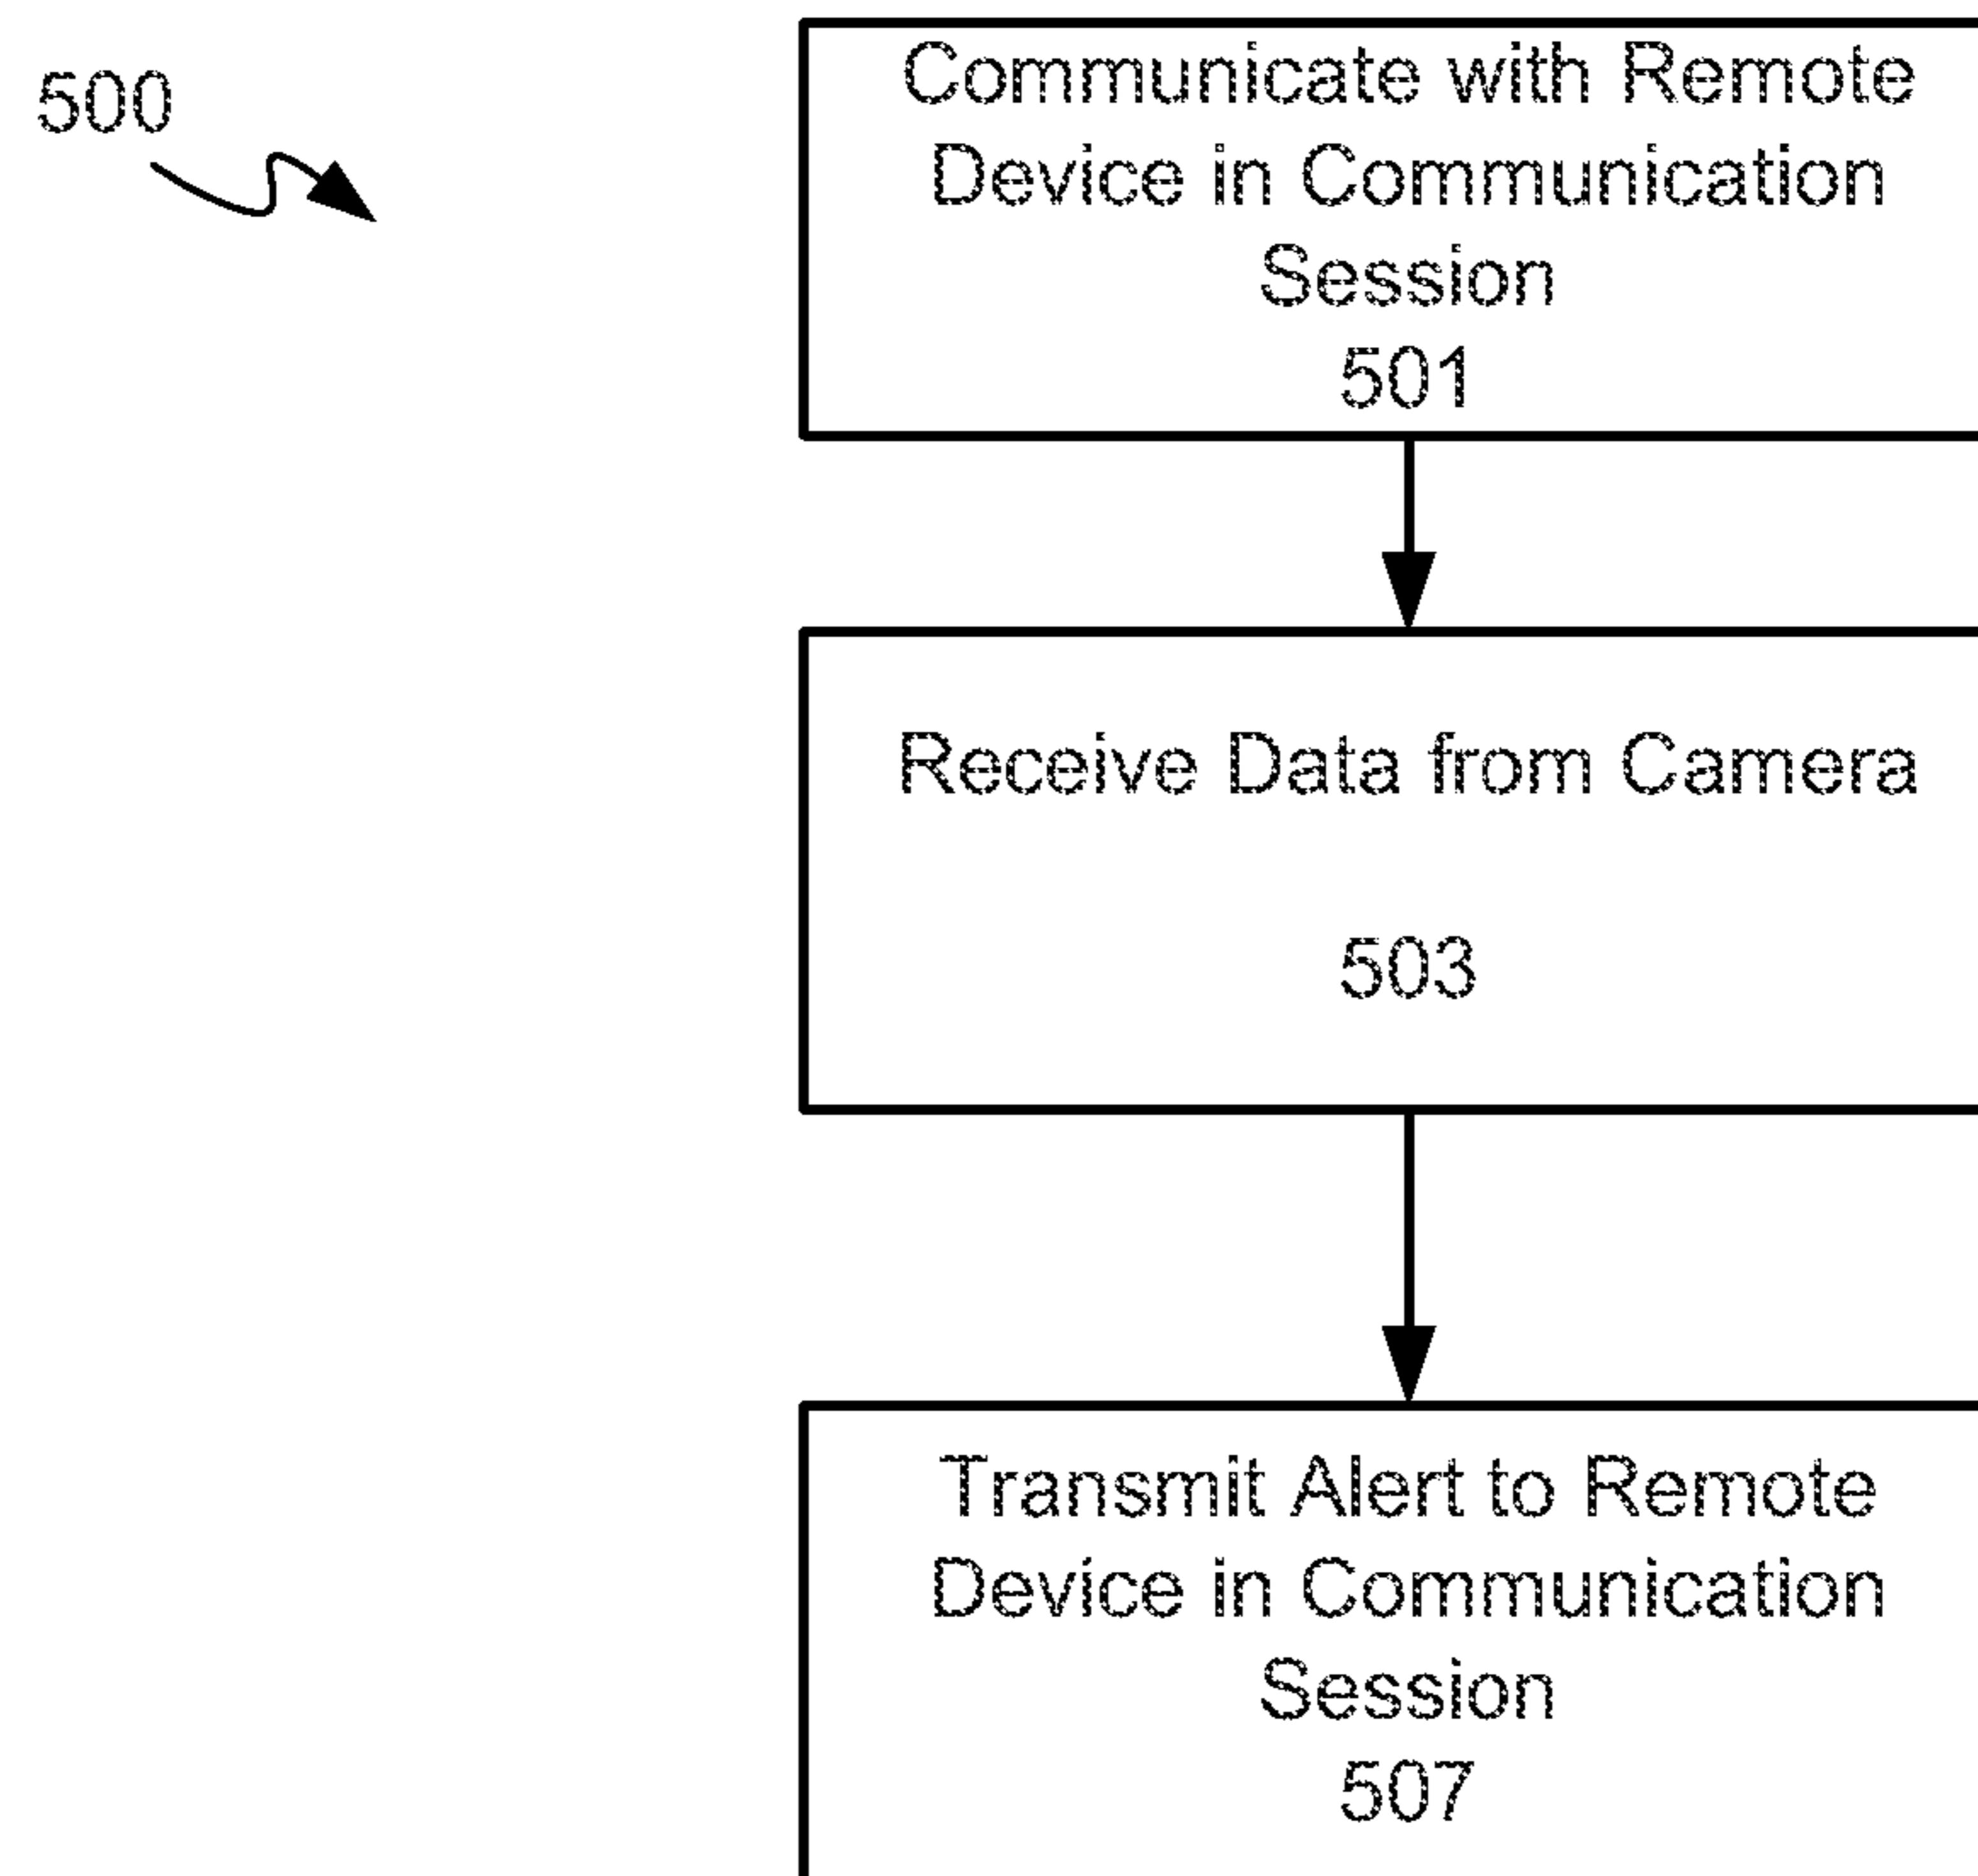 500
Communicate with Remote
Device in Communication
Session
501
Receive Data from Camera
503
Transmit Alert to Remote
Device in Communication
Session
507